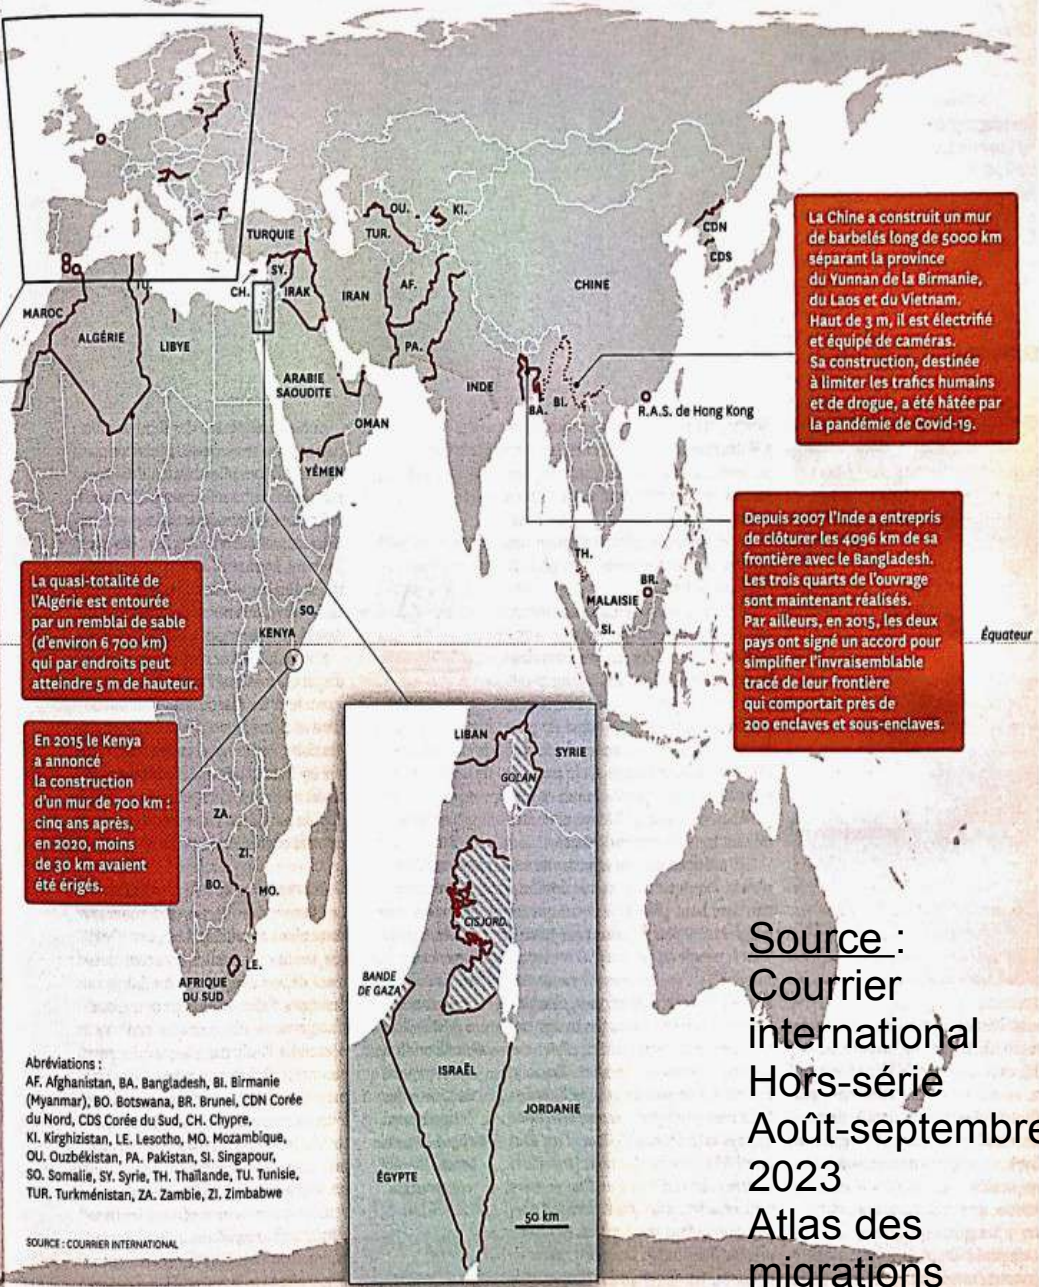 TURQUIE
OU.
KI.
TUR.
SY.
CH.
IRAK
IRAN
AF.
PA.
CHINE
CDN
CDS
MAROC
ALGÉRIE
TU.
LIBYE
ARABIE
SAOUDITE
OMAN
YÉMEN
INDE
BA.
BI.
R.A.S. de Hong Kong
La Chine a construit un mur
de barbelés long de 5000 km
séparant la province
du Yunnan de la Birmanie,
du Laos et du Vietnam.
Haut de 3 m, il est électrifié
et équipé de caméras.
Sa construction, destinée
à limiter les trafics humains
et de drogue, a été hâtée par
la pandémie de Covid-19.
Depuis 2007 l'Inde a entrepris
de clôturer les 4096 km de sa
frontière avec le Bangladesh.
Les trois quarts de l'ouvrage
sont maintenant réalisés.
Par ailleurs, en 2015, les deux
pays ont signé un accord pour
simplifier l'invraisemblable
tracé de leur frontière
qui comportait près de
200 enclaves et sous-enclaves.
TH.
BR.
MALAISIE
SI.
Équateur
La quasi-totalité de
l'Algérie est entourée
par un remblai de sable
(d'environ 6 700 km)
qui par endroits peut
atteindre 5 m de hauteur.
SO.
KENYA
En 2015 le Kenya
a annoncé
la construction
d'un mur de 700 km :
cinq ans après,
en 2020, moins
de 30 km avaient
été érigés.
ZA.
ZI.
BO.
MO.
LE.
AFRIQUE
DU SUD
LIBAN
SYRIE
GOLAN
CISJORD.
BANDE
DE GAZA
ISRAËL
JORDANIE
ÉGYPTE
50 km
Abréviations :
AF. Afghanistan, BA. Bangladesh, BI. Birmanie
(Myanmar), BO. Botswana, BR. Brunei, CDN Corée
du Nord, CDS Corée du Sud, CH. Chypre,
KI. Kirghizistan, LE. Lesotho, MO. Mozambique,
OU. Ouzbékistan, PA. Pakistan, SI. Singapour,
SO. Somalie, SY. Syrie, TH. Thaïlande, TU. Tunisie,
TUR. Turkménistan, ZA. Zambie, ZI. Zimbabwe
SOURCE : COURRIER INTERNATIONAL
Source :
Courrier
international
Hors-série
Août-septembre
2023
Atlas des
migrations